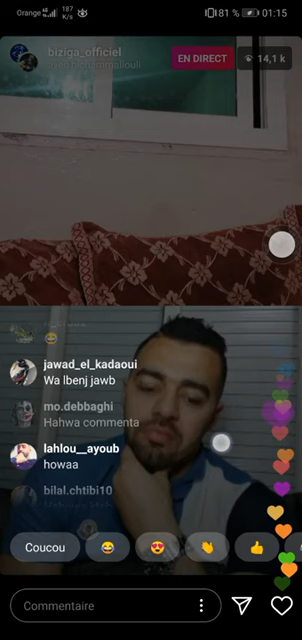 Orange 187 K/s 81 % 01:15
biziga_officiel
EN DIRECT 14,1 k
jawad_el_kadaoui
Wa lbenj jawb
mo.debbaghi
Hahwa commenta
lahlou__ayoub
howaa
bilal.chtibi10
Coucou
Commentaire